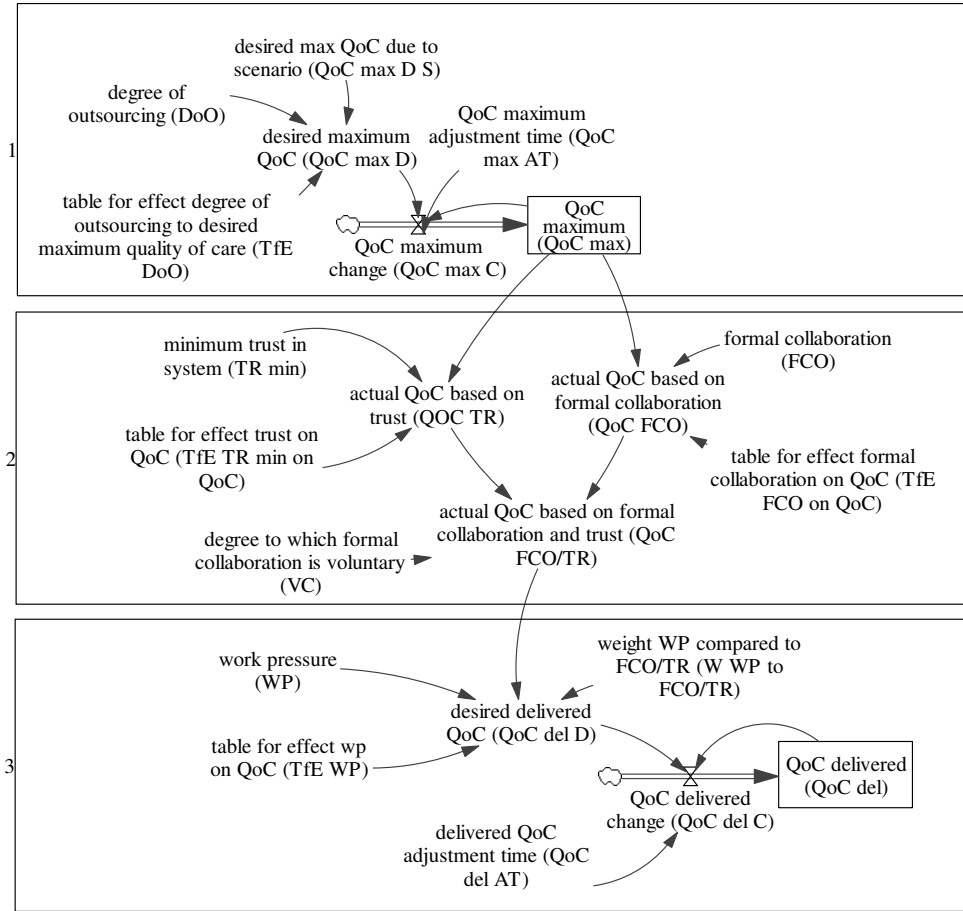 1
desired max QoC due to
scenario (QoC max D S)
degree of
outsourcing (DoO)
desired maximum
QoC (QoC max D)
QoC maximum
adjustment time (QoC
max AT)
table for effect degree of
outsourcing to desired
maximum quality of care (TfE
DoO)
QoC maximum
change (QoC max C)
QoC
maximum
(QoC max)
2
minimum trust in
system (TR min)
formal collaboration
(FCO)
actual QoC based on
trust (QOC TR)
actual QoC based on
formal collaboration
(QoC FCO)
table for effect trust on
QoC (TfE TR min on
QoC)
table for effect formal
collaboration on QoC (TfE
FCO on QoC)
actual QoC based on formal
collaboration and trust (QoC
FCO/TR)
degree to which formal
collaboration is voluntary
(VC)
3
work pressure
(WP)
weight WP compared to
FCO/TR (W WP to
FCO/TR)
desired delivered
QoC (QoC del D)
table for effect wp
on QoC (TfE WP)
QoC delivered
(QoC del)
QoC delivered
change (QoC del C)
delivered QoC
adjustment time (QoC
del AT)